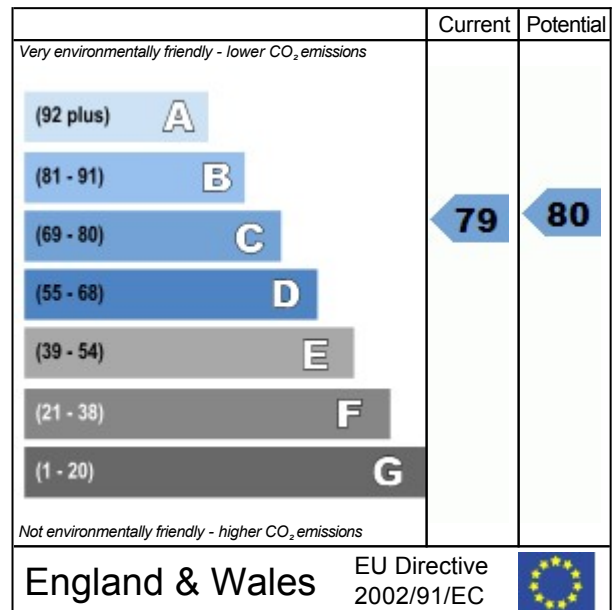 Current Potential
Very environmentally friendly - lower CO₂ emissions
(92 plus) A
(81 - 91) B
(69 - 80) C
79 80
(55 - 68) D
(39 - 54) E
(21 - 38) F
(1 - 20) G
Not environmentally friendly - higher CO₂ emissions
England & Wales
EU Directive
2002/91/EC